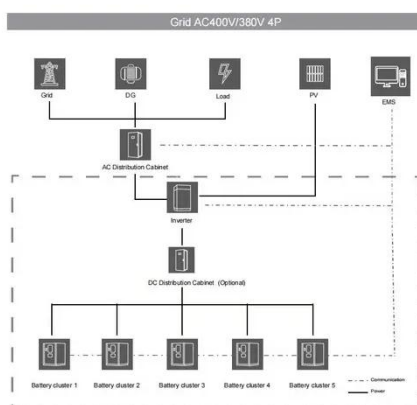 Grid AC400V/380V 4P
Grid
DG
Load
PV
EMS
AC Distribution Cabinet
Inverter
DC Distribution Cabinet (Optional)
Battery cluster 1
Battery cluster 2
Battery cluster 3
Battery cluster 4
Battery cluster 5
Communication
Power